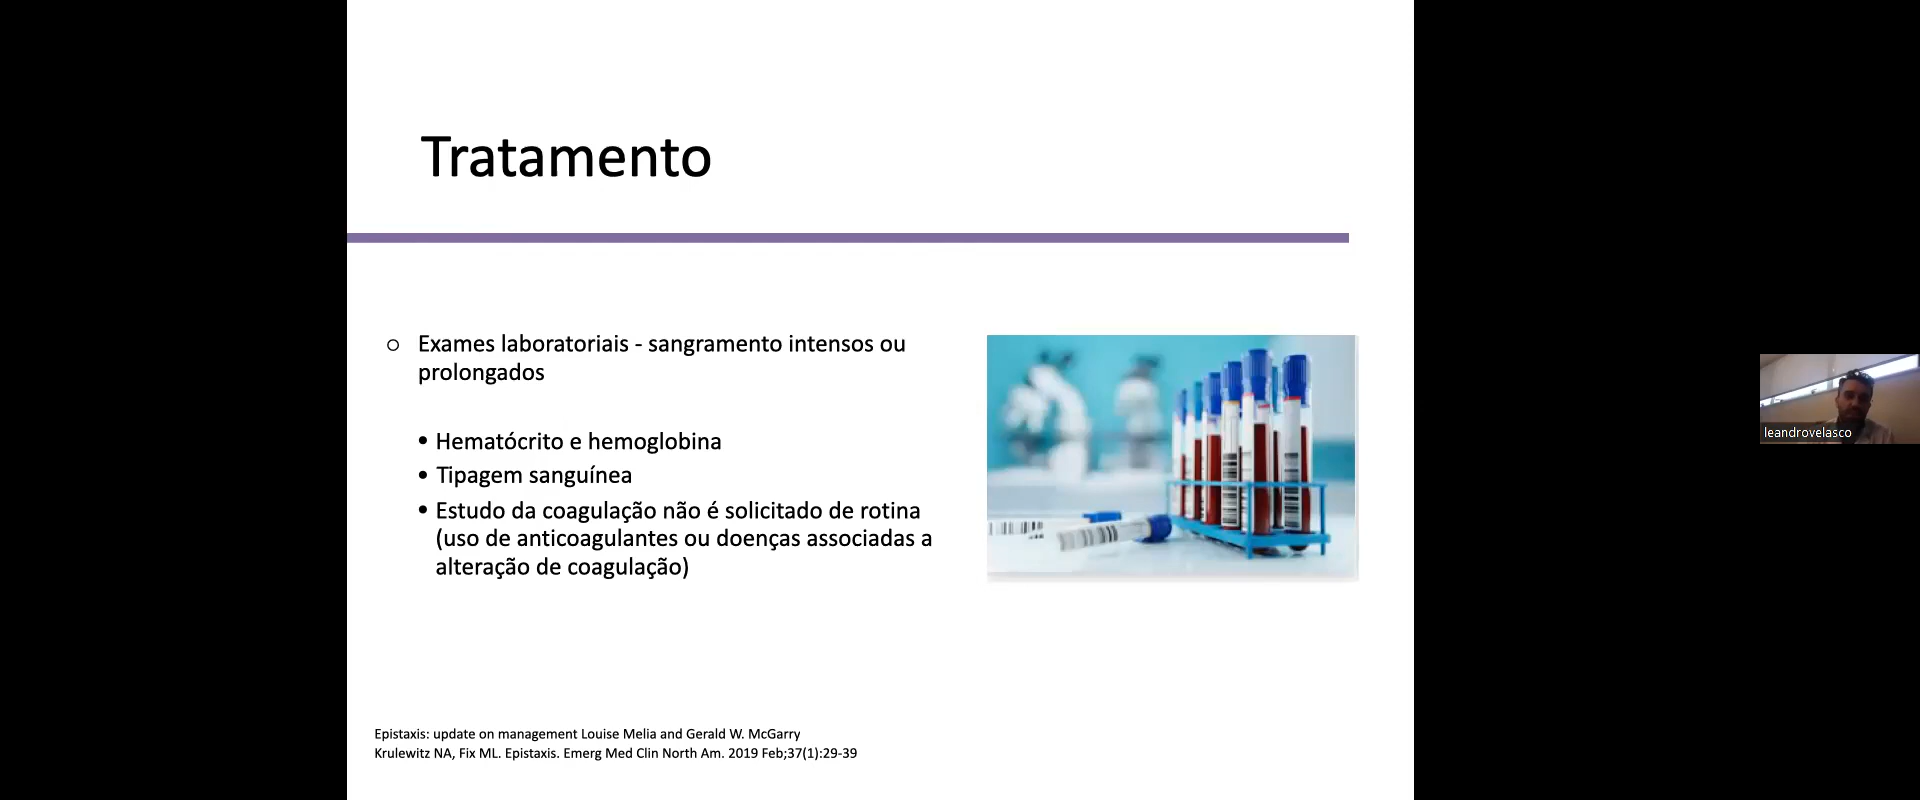 Tratamento
○ Exames laboratoriais - sangramento intensos ou
prolongados
• Hematócrito e hemoglobina
• Tipagem sanguínea
• Estudo da coagulação não é solicitado de rotina
(uso de anticoagulantes ou doenças associadas a
alteração de coagulação)
leandrovelasco
Epistaxis: update on management Louise Melia and Gerald W. McGarry
Krulewitz NA, Fix ML. Epistaxis. Emerg Med Clin North Am. 2019 Feb;37(1):29-39